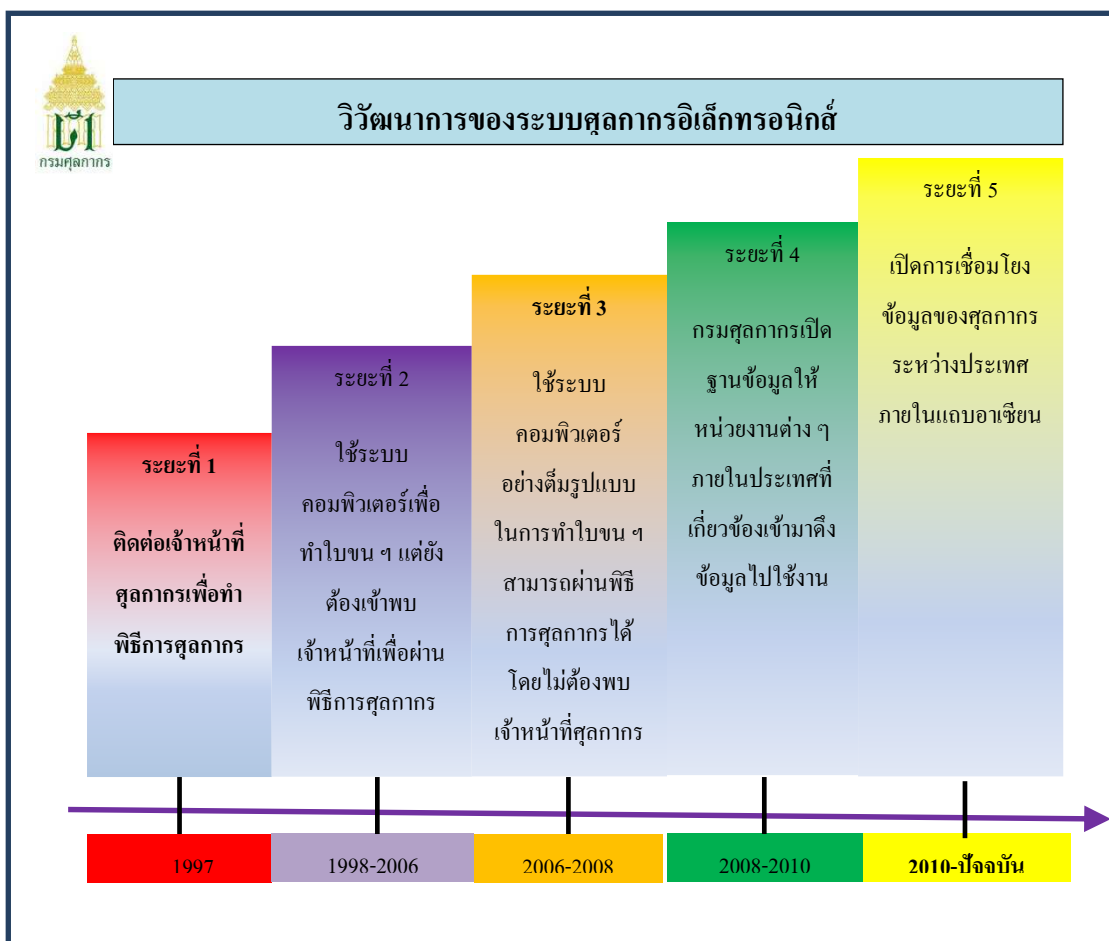 กรมศุลกากร
วิวัฒนาการของระบบศุลกากรอิเล็กทรอนิกส์
ระยะที่ 1
ติดต่อเจ้าหน้าที่
ศุลกากรเพื่อทำ
พิธีการศุลกากร
ระยะที่ 2
ใช้ระบบ
คอมพิวเตอร์เพื่อ
ทำใบขน ฯ แต่ยัง
ต้องเข้าพบ
เจ้าหน้าที่เพื่อผ่าน
พิธีการศุลกากร
ระยะที่ 3
ใช้ระบบ
คอมพิวเตอร์
อย่างต็มรูปแบบ
ในการทำใบขน ฯ
สามารถผ่านพิธี
การศุลกากรได้
โดยไม่ต้องพบ
เจ้าหน้าที่ศุลกากร
ระยะที่ 4
กรมศุลกากรเปิด
ฐานข้อมูลให้
หน่วยงานต่าง ๆ
ภายในประเทศที่
เกี่ยวข้องเข้ามาดึง
ข้อมูลไปใช้งาน
ระยะที่ 5
เปิดการเชื่อมโยง
ข้อมูลของศุลกากร
ระหว่างประเทศ
ภายในแถบอาเซียน
1997
1998-2006
2006-2008
2008-2010
2010-ปัจจบัน